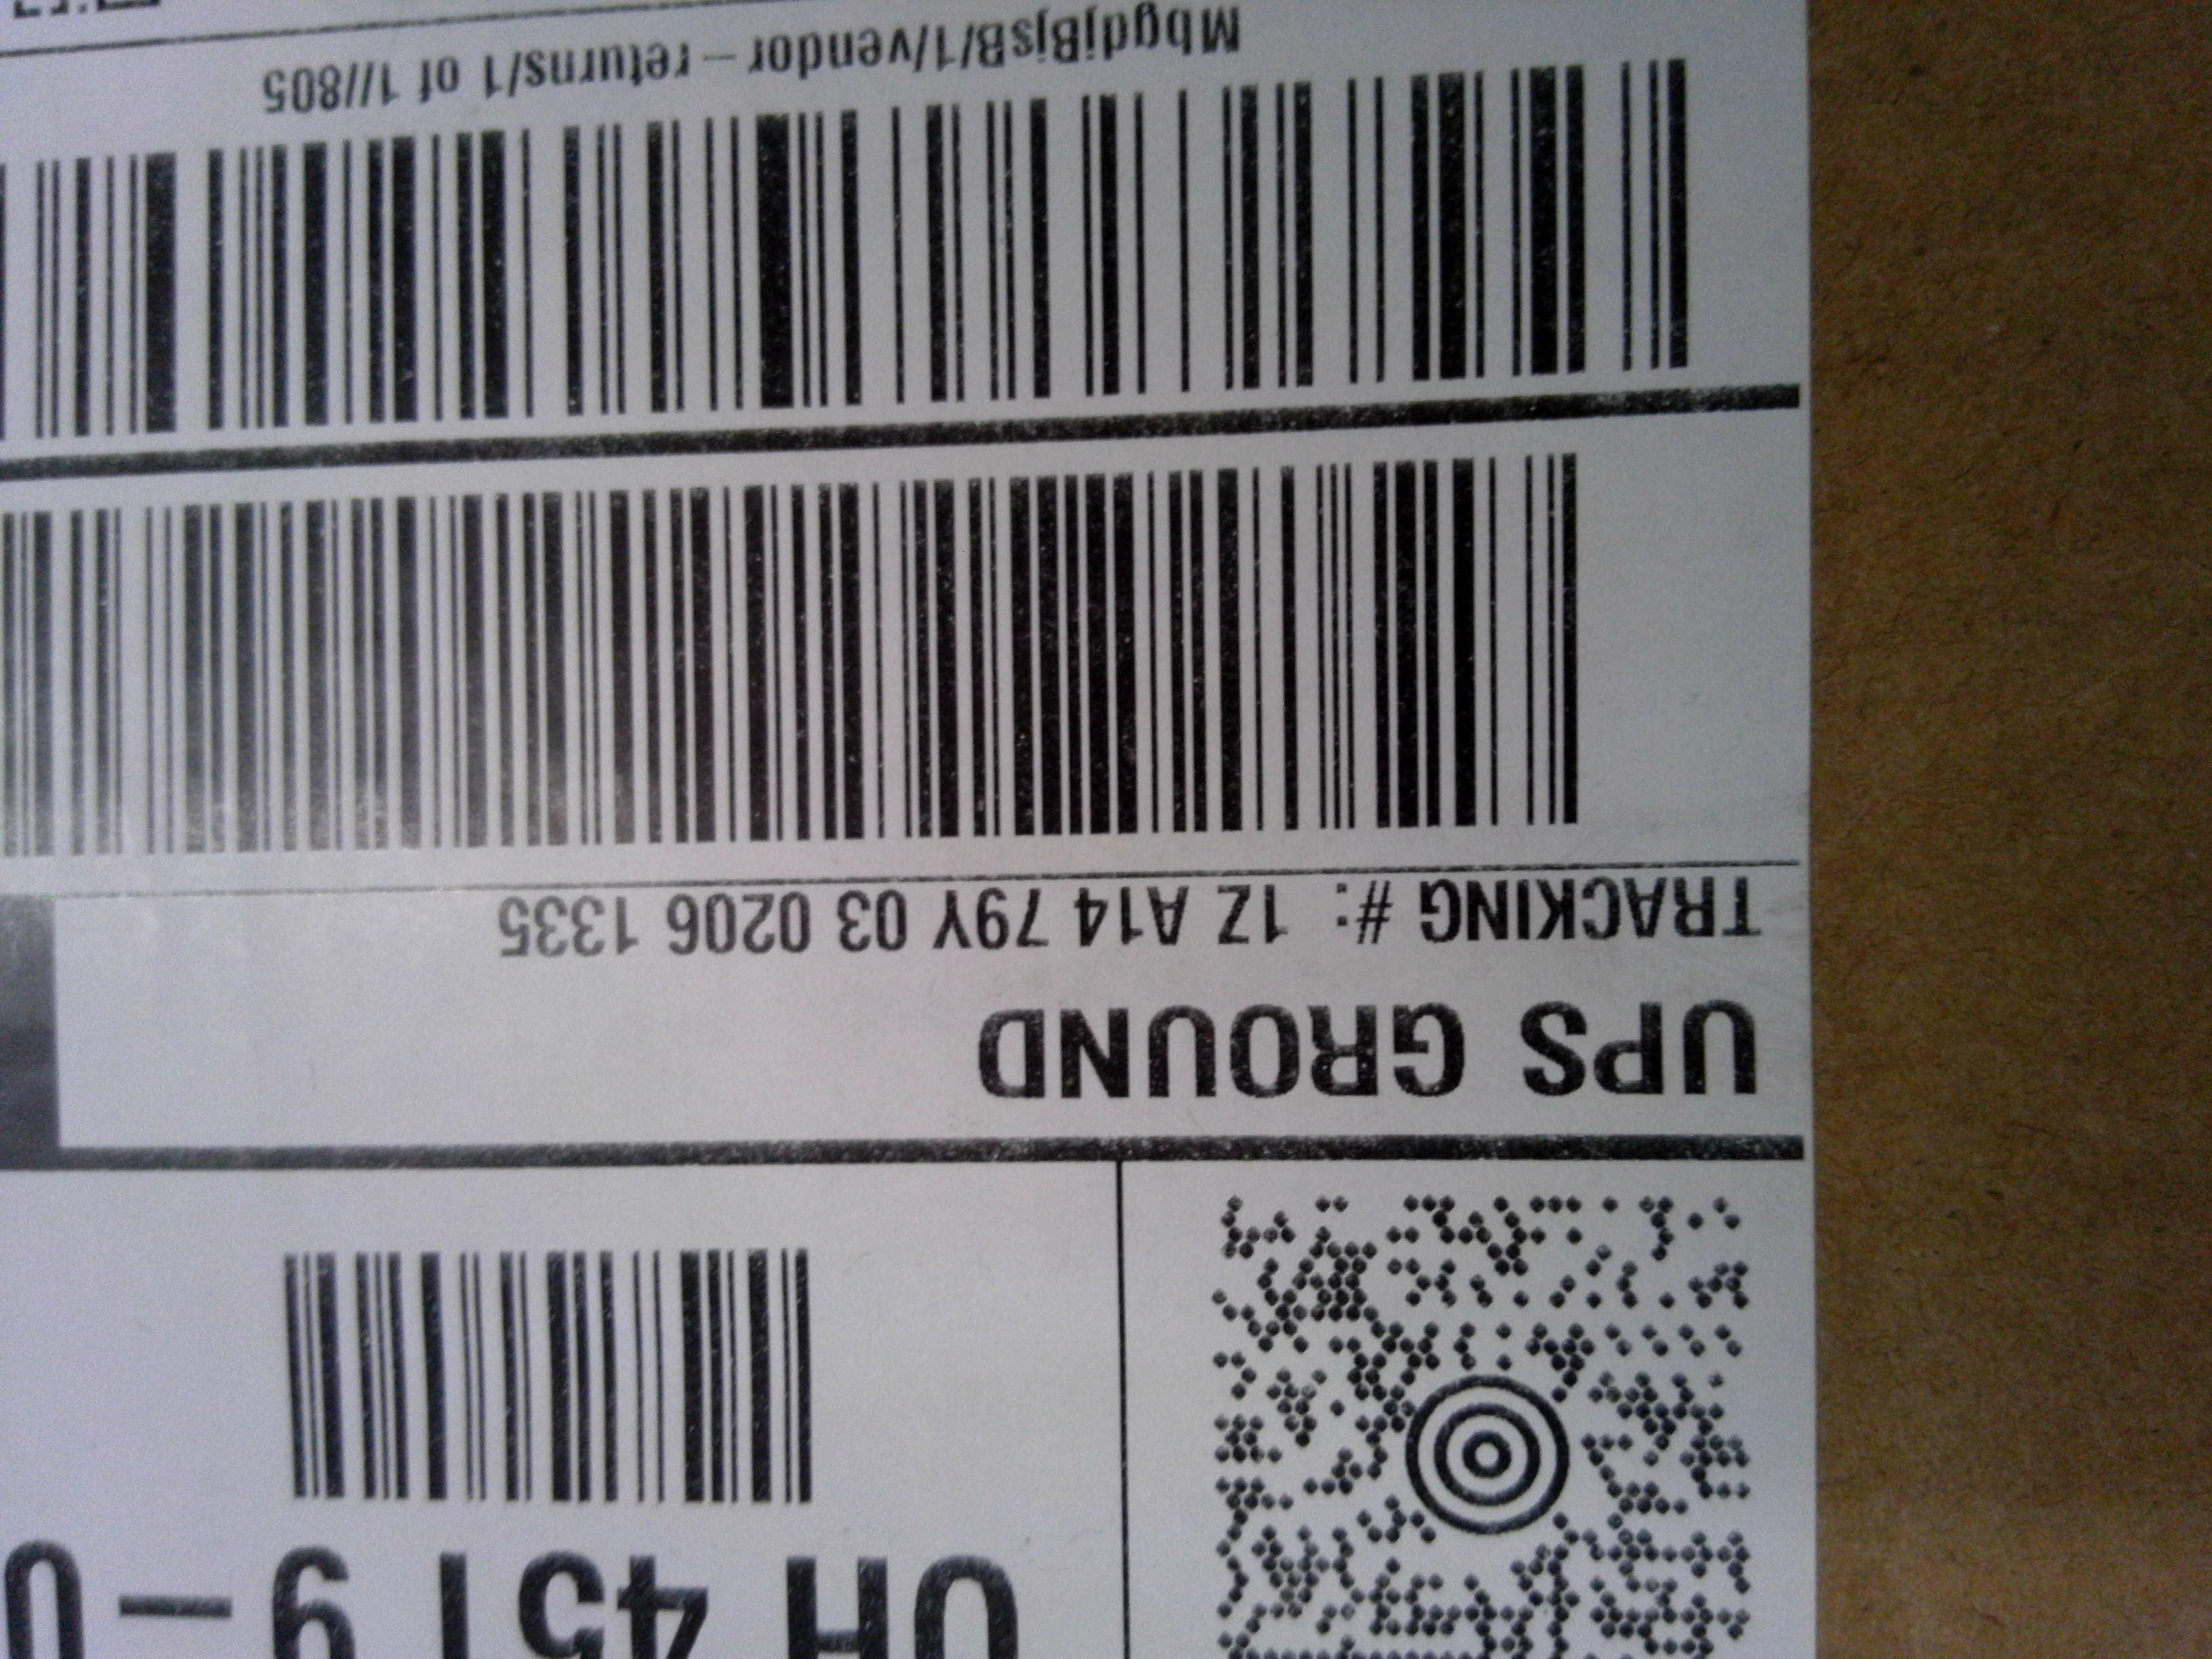 OH 451 9-0
UPS GROUND
TRACKING #: 1Z A14 79Y 03 0206 1335
MbgdjBjsB/1/vendor-returns/1 of 1//805